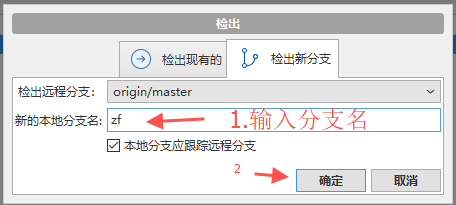 检出
检出现有的
检出新分支
检出远程分支: origin/master
新的本地分支名: zf
1.输入分支名
本地分支应跟踪远程分支
2
确定
取消